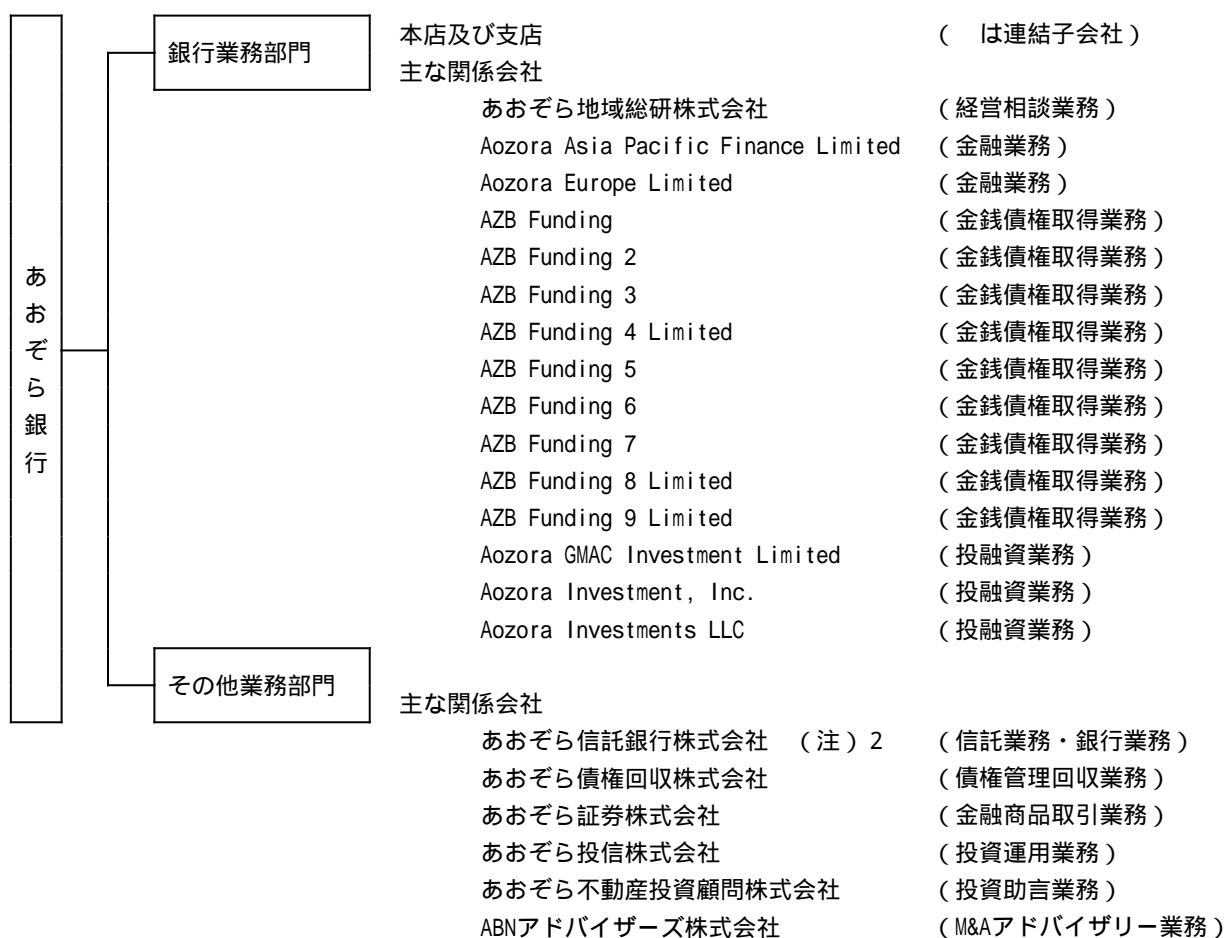 本店及び支店 (　は連結子会社)
銀行業務部門
主な関係会社
あおぞら地域総研株式会社 (経営相談業務)
Aozora Asia Pacific Finance Limited (金融業務)
Aozora Europe Limited (金融業務)
AZB Funding (金銭債権取得業務)
AZB Funding 2 (金銭債権取得業務)
AZB Funding 3 (金銭債権取得業務)
AZB Funding 4 Limited (金銭債権取得業務)
AZB Funding 5 (金銭債権取得業務)
AZB Funding 6 (金銭債権取得業務)
AZB Funding 7 (金銭債権取得業務)
AZB Funding 8 Limited (金銭債権取得業務)
AZB Funding 9 Limited (金銭債権取得業務)
Aozora GMAC Investment Limited (投融資業務)
Aozora Investment, Inc. (投融資業務)
Aozora Investments LLC (投融資業務)
あおぞら銀行
その他業務部門
主な関係会社
あおぞら信託銀行株式会社 (注)2 (信託業務・銀行業務)
あおぞら債権回収株式会社 (債権管理回収業務)
あおぞら証券株式会社 (金融商品取引業務)
あおぞら投信株式会社 (投資運用業務)
あおぞら不動産投資顧問株式会社 (投資助言業務)
ABNアドバイザーズ株式会社 (M&Aアドバイザリー業務)